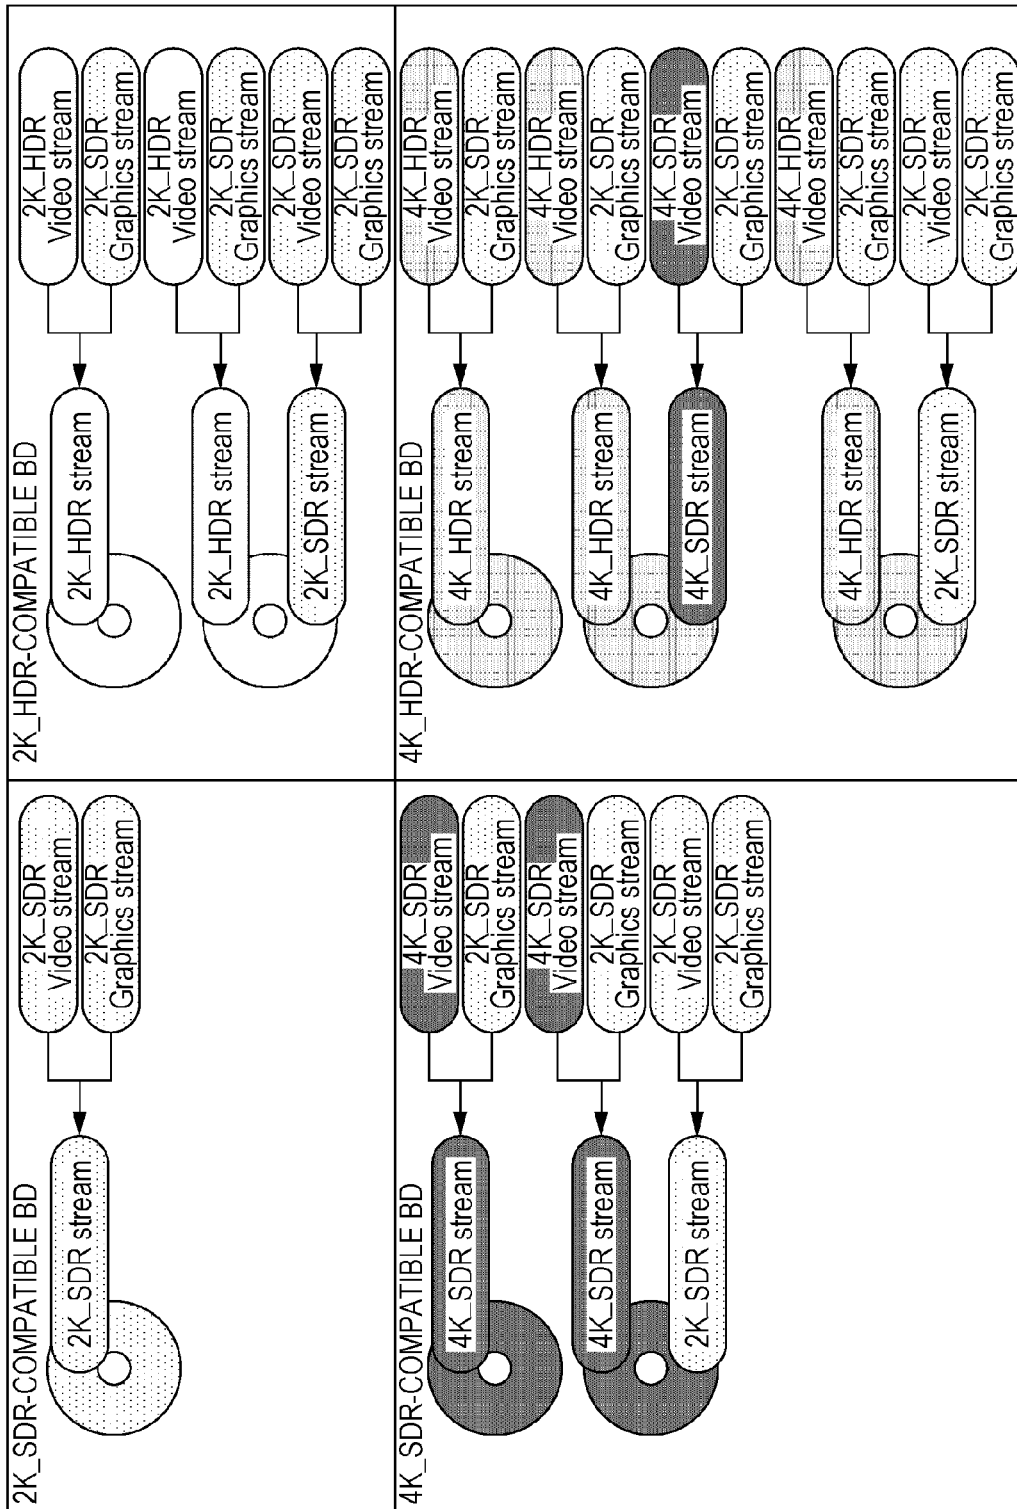 2K_SDR-COMPATIBLE BD
2K_SDR stream
2K_SDR
Video stream
2K_SDR
Graphics stream
2K_HDR-COMPATIBLE BD
2K_HDR stream
2K_HDR
Video stream
2K_SDR
Graphics stream
2K_HDR stream
2K_HDR
Video stream
2K_SDR
Graphics stream
2K_SDR stream
2K_SDR
Video stream
2K_SDR
Graphics stream
4K_SDR-COMPATIBLE BD
4K_SDR stream
4K_SDR
Video stream
2K_SDR
Graphics stream
4K_SDR stream
4K_SDR
Video stream
2K_SDR
Graphics stream
2K_SDR stream
2K_SDR
Video stream
2K_SDR
Graphics stream
4K_HDR-COMPATIBLE BD
4K_HDR stream
4K_HDR
Video stream
2K_SDR
Graphics stream
4K_HDR stream
4K_HDR
Video stream
2K_SDR
Graphics stream
4K_SDR stream
4K_SDR
Video stream
2K_SDR
Graphics stream
4K_HDR stream
4K_HDR
Video stream
2K_SDR
Graphics stream
2K_SDR stream
2K_SDR
Video stream
2K_SDR
Graphics stream